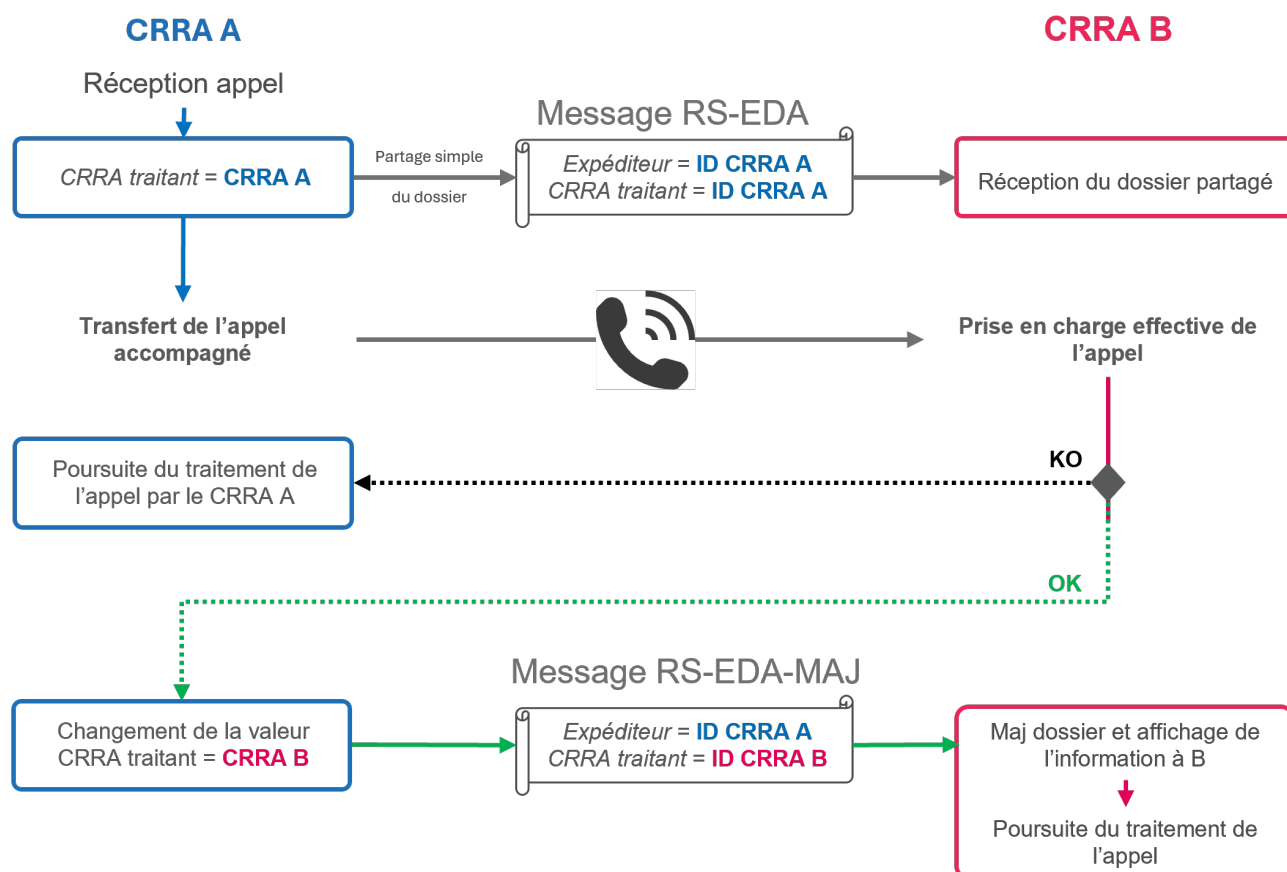 CRRA A
CRRA B
Réception appel
Message RS-EDA
CRRA traitant = CRRA A
Partage simple
du dossier
Expéditeur = ID CRRA A
CRRA traitant = ID CRRA A
Réception du dossier partagé
Transfert de l'appel
accompagné
Prise en charge effective de
l'appel
KO
Poursuite du traitement de
l'appel par le CRRA A
OK
Message RS-EDA-MAJ
Changement de la valeur
CRRA traitant = CRRA B
Expéditeur = ID CRRA A
CRRA traitant = ID CRRA B
Maj dossier et affichage de
l'information à B
Poursuite du traitement de
l'appel